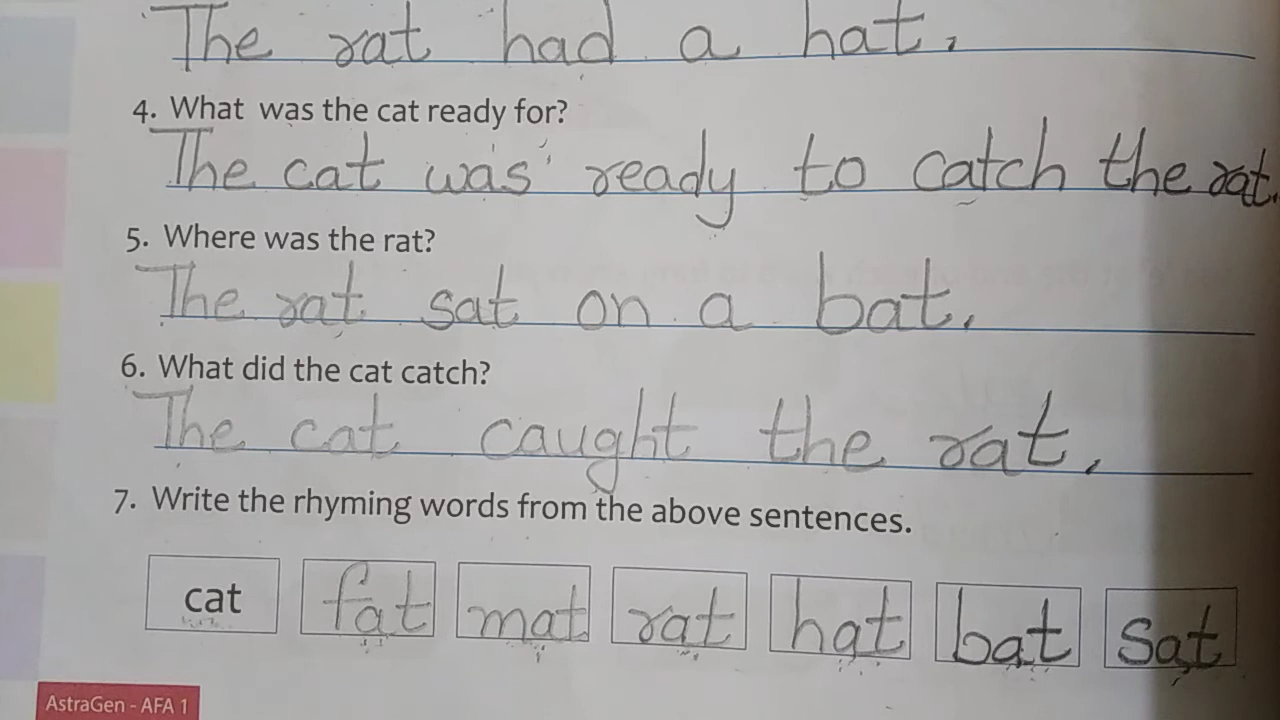 The rat had a hat.
4. What was the cat ready for?
The cat was ready to catch the rat.
5. Where was the rat?
The rat sat on a bat.
6. What did the cat catch?
The cat caught the rat.
7. Write the rhyming words from the above sentences.
cat fat mat rat hat bat sat
AstraGen - AFA 1